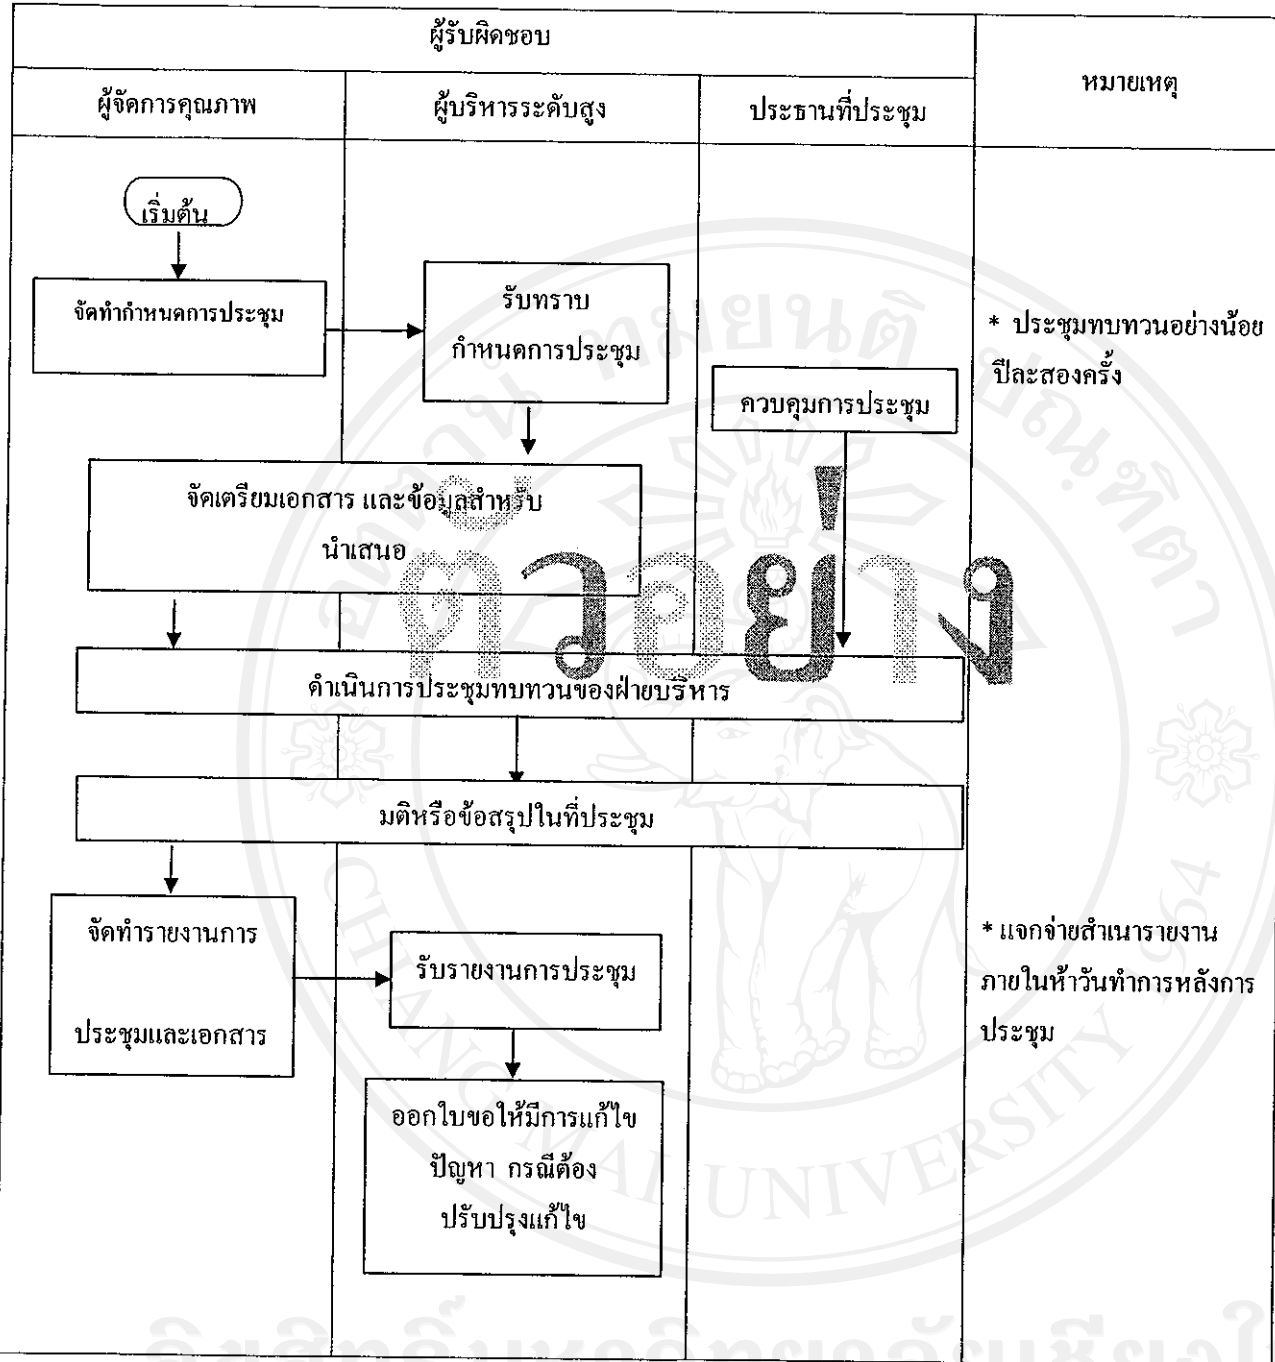 ผู้รับผิดชอบ
หมายเหตุ
ผู้จัดการคุณภาพ
ผู้บริหารระดับสูง
ประธานที่ประชุม
เริ่มต้น
จัดทำกำหนดการประชุม
รับทราบ
กำหนดการประชุม
* ประชุมทบทวนอย่างน้อย
ปีละสองครั้ง
ควบคุมการประชุม
จัดเตรียมเอกสาร และข้อมูลสำหรับ
นำเสนอ
ตัวอย่าง
ดำเนินการประชุมทบทวนของฝ่ายบริหาร
มติหรือข้อสรุปในที่ประชุม
จัดทำรายงานการ
ประชุมและเอกสาร
รับรายงานการประชุม
* แจกจ่ายสำเนารายงาน
ภายในห้าวันทำการหลังการ
ประชุม
ออกใบขอให้มีการแก้ไข
ปัญหา กรณีต้อง
ปรับปรุงแก้ไข
CHIANG MAI UNIVERSITY 1964